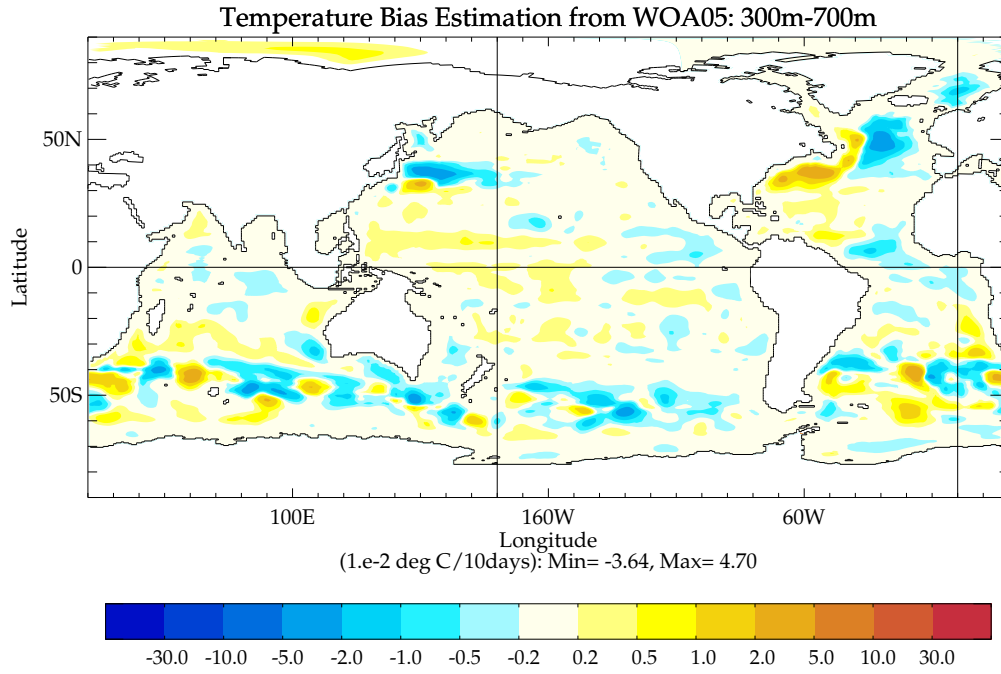 Temperature Bias Estimation from WOA05: 300m-700m
Latitude
50N
0
50S
100E
160W
60W
Longitude
(1.e-2 deg C/10days): Min= -3.64, Max= 4.70
-30.0 -10.0 -5.0 -2.0 -1.0 -0.5 -0.2 0.2 0.5 1.0 2.0 5.0 10.0 30.0